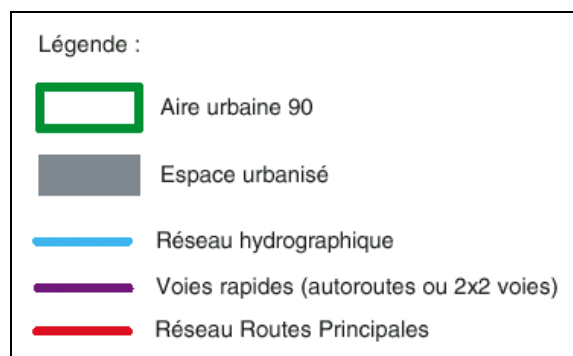 Légende :
Aire urbaine 90
Espace urbanisé
Réseau hydrographique
Voies rapides (autoroutes ou 2x2 voies)
Réseau Routes Principales